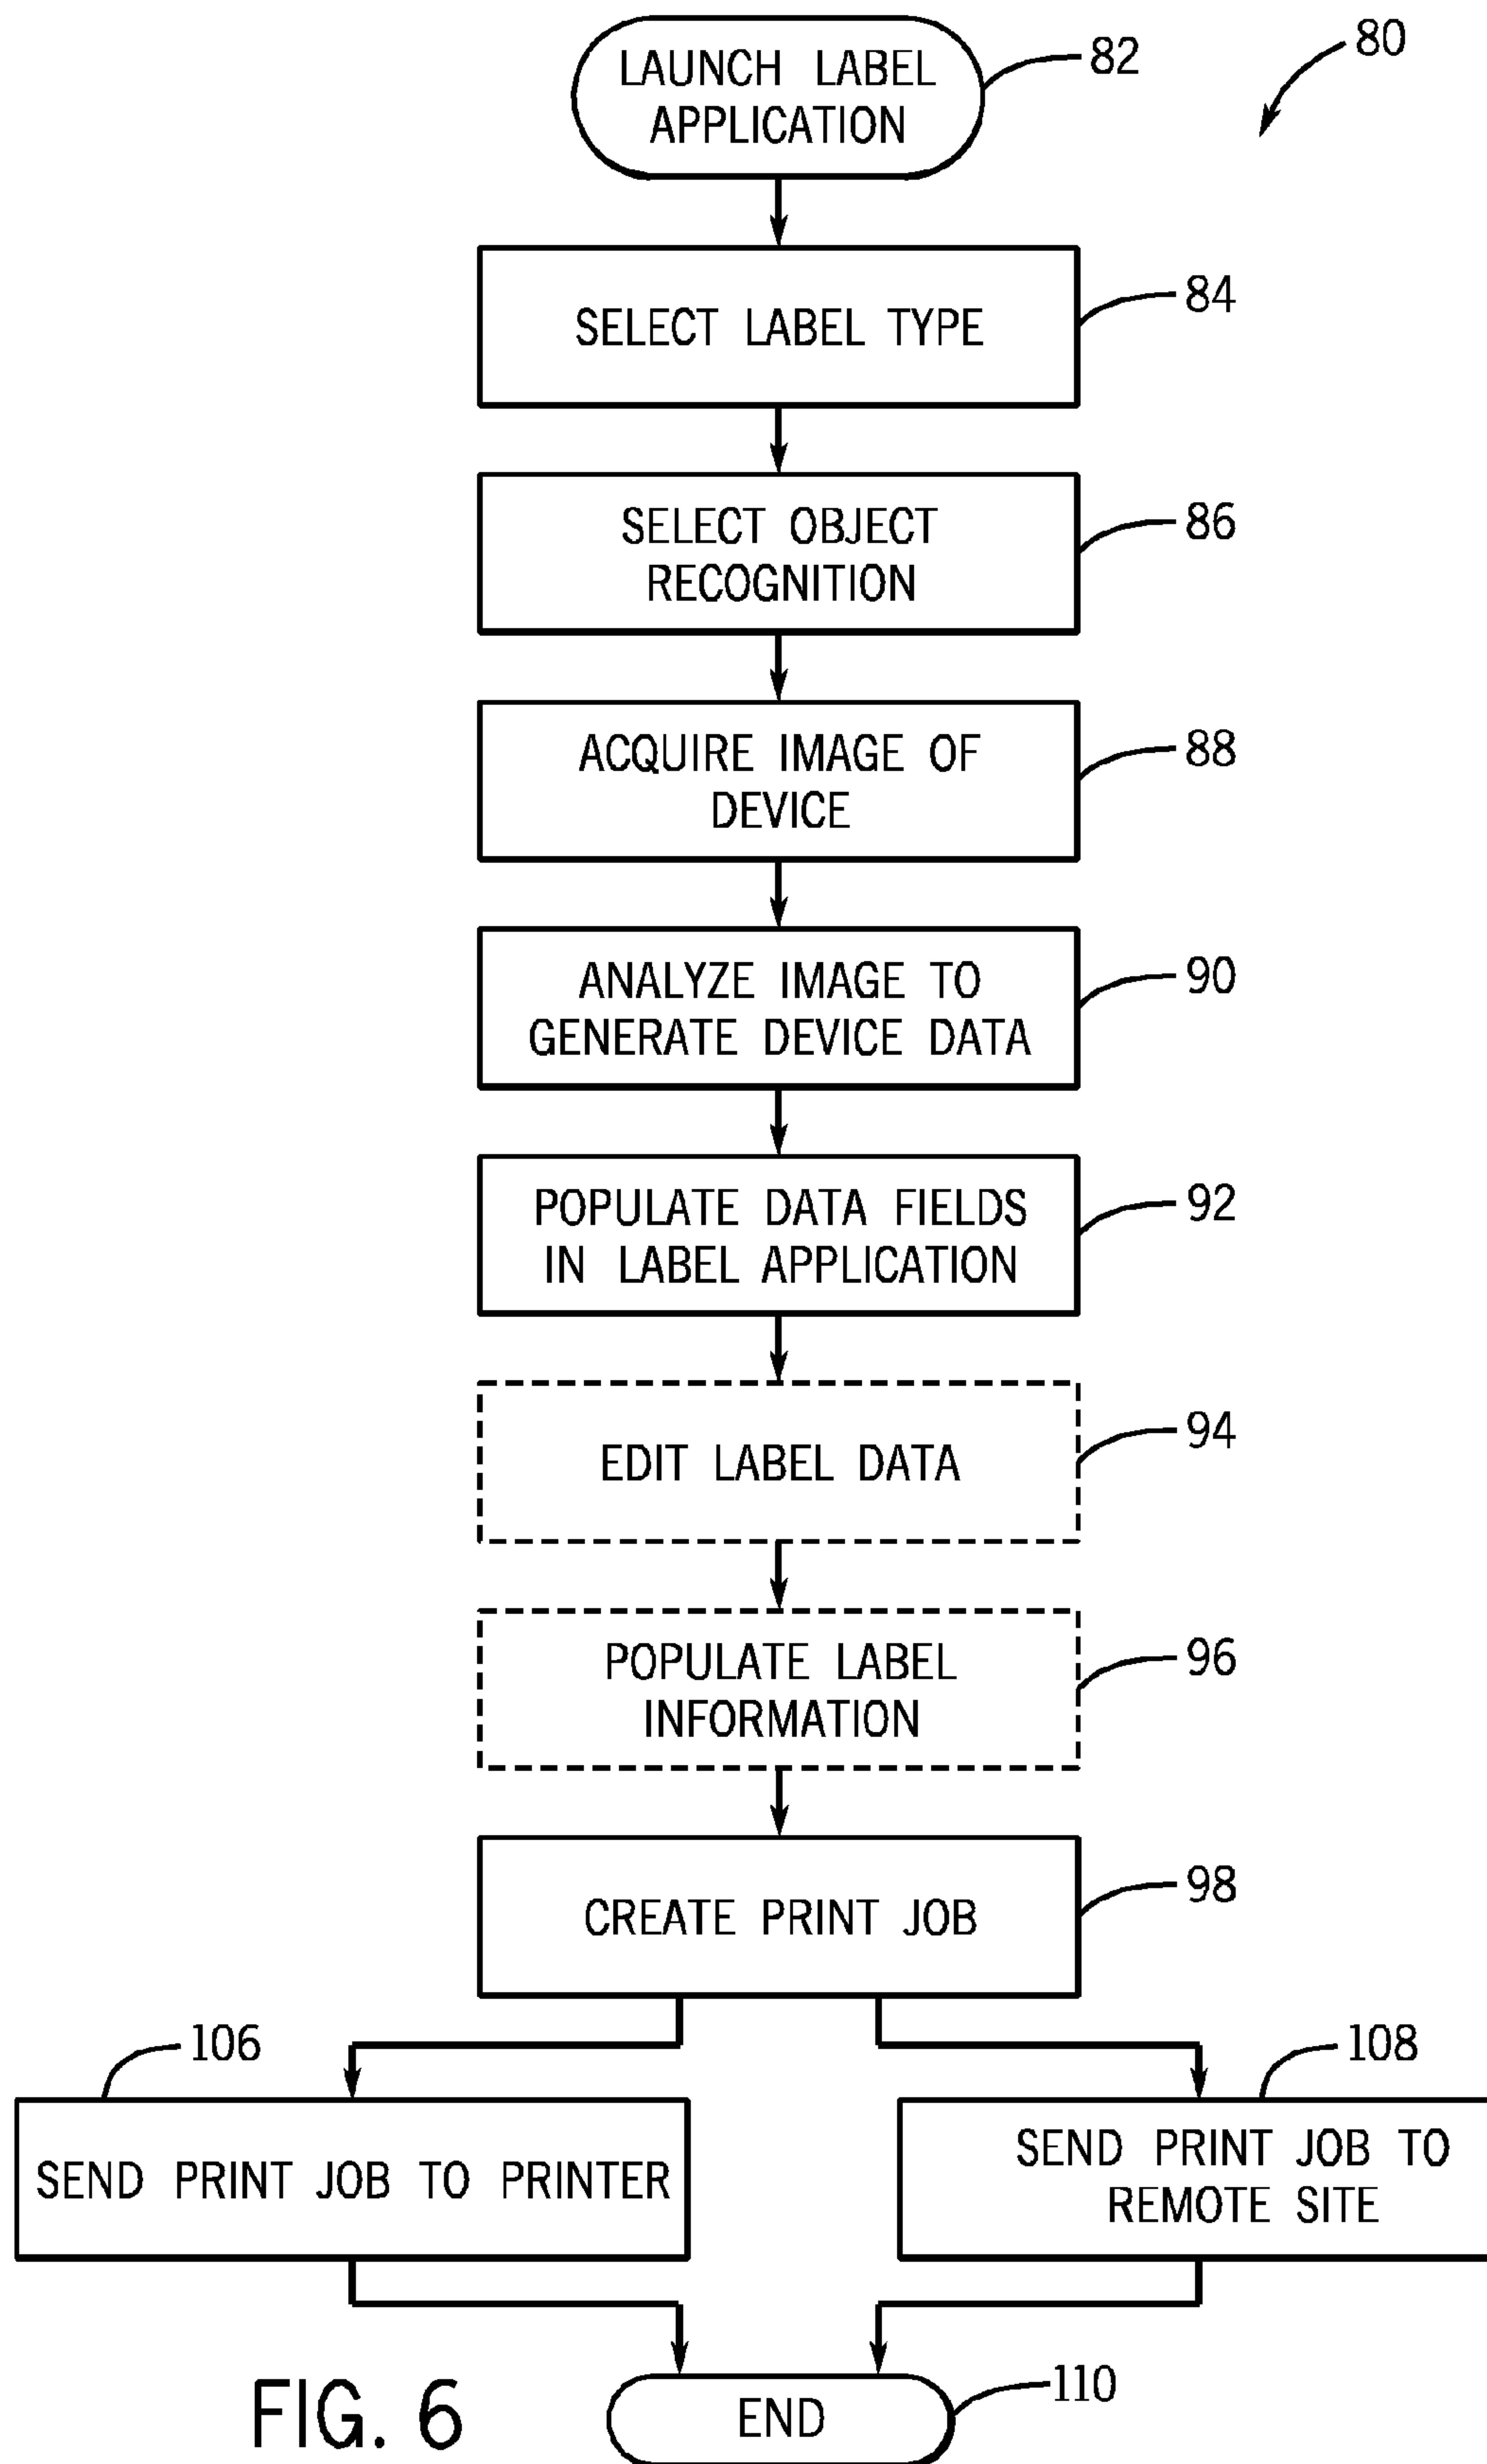 LAUNCH LABEL
APPLICATION
82
80
SELECT LABEL TYPE
84
SELECT OBJECT
RECOGNITION
86
ACQUIRE IMAGE OF
DEVICE
88
ANALYZE IMAGE TO
GENERATE DEVICE DATA
90
POPULATE DATA FIELDS
IN LABEL APPLICATION
92
EDIT LABEL DATA
94
POPULATE LABEL
INFORMATION
96
CREATE PRINT JOB
98
106
SEND PRINT JOB TO PRINTER
108
SEND PRINT JOB TO
REMOTE SITE
END
110
FIG. 6